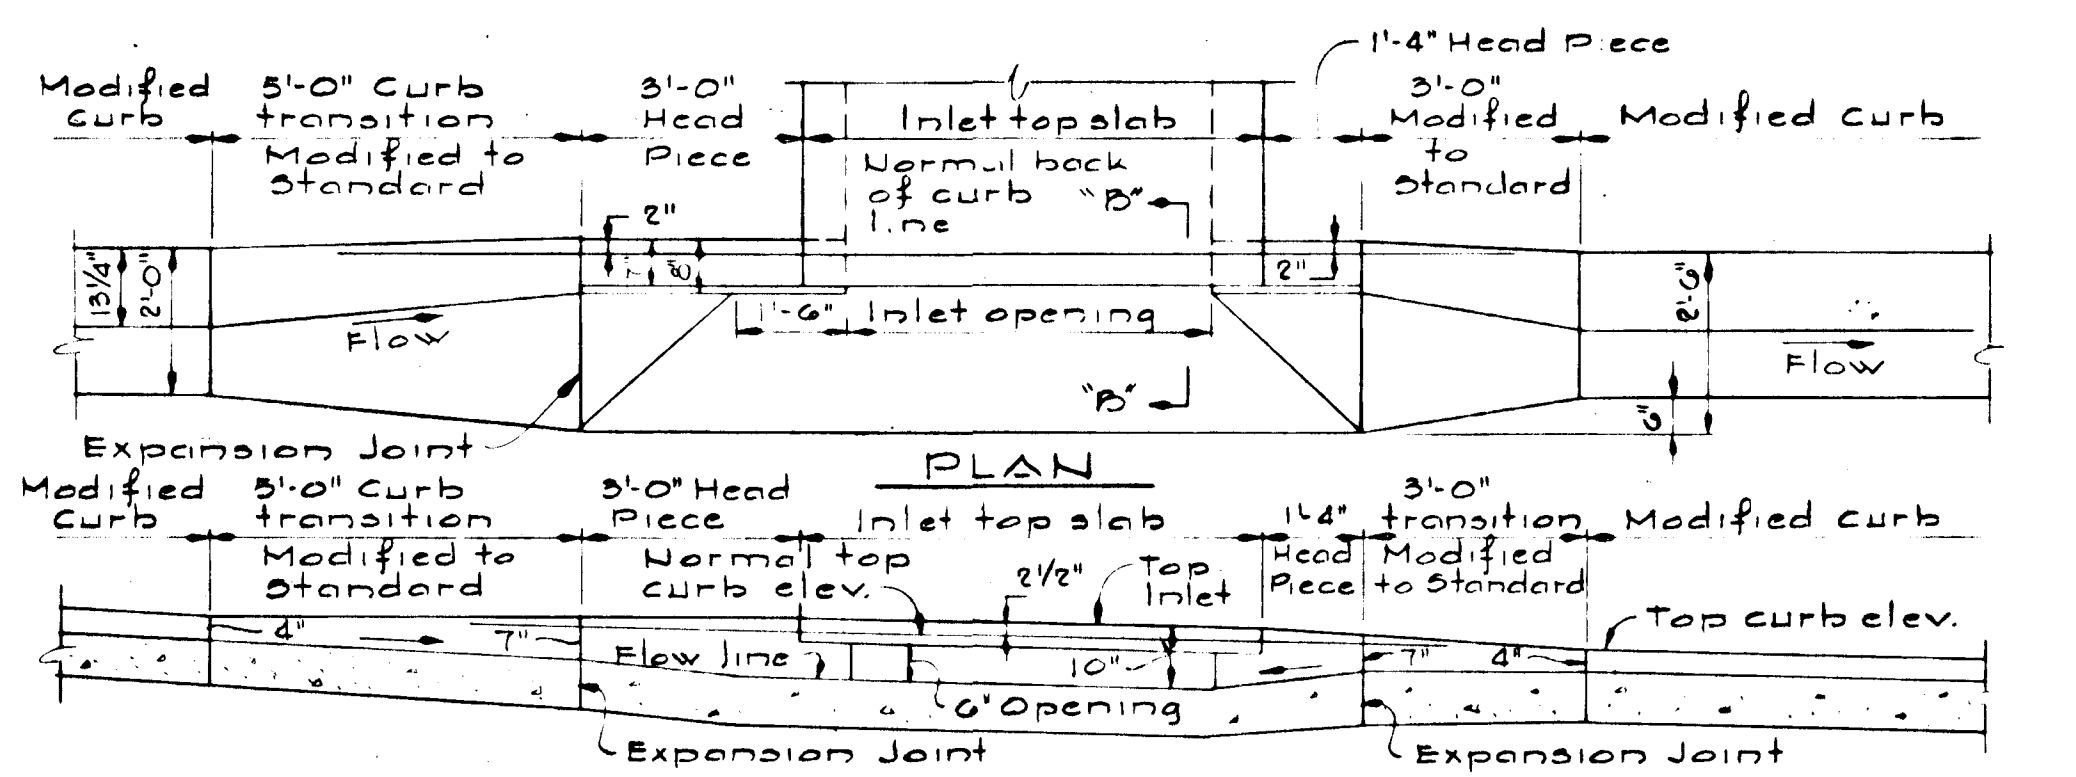 1'-4" Head Piece
Modified
Curb
5'-0" Curb
transition
Modified to
Standard
3'-0"
Head
Piece
Inlet top slab
Normal back
of curb
line
"B"
3'-0"
Modified
to
Standard
Modified Curb
2"
7"
8"
2"
13 1/4"
2'-0"
Flow
1'-6"
Inlet opening
"B"
2'-6"
6"
Flow
Expansion Joint
PLAN
Modified
Curb
5'-0" Curb
transition
Modified to
Standard
3'-0" Head
Piece
Normal top
curb elev.
Inlet top slab
2 1/2"
Top
Inlet
1'-4"
Head
Piece
3'-0"
transition
Modified
to Standard
Modified Curb
Top curb elev.
4"
7"
Flow line
10"
7"
4"
6" Opening
Expansion Joint
Expansion Joint